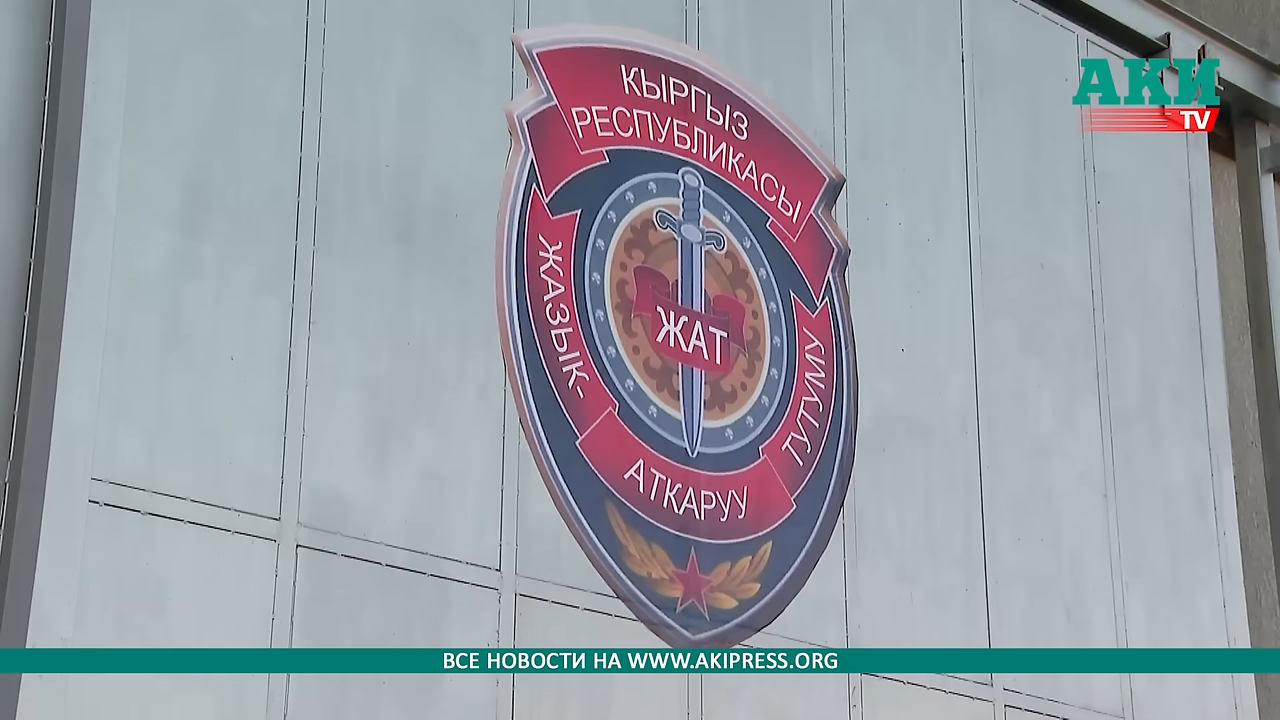 АКИ
TV
КЫРГЫЗ
РЕСПУБЛИКАСЫ
ЖАЗЫК-
АТКАРУУ
ТУТУМУ
ЖАТ
ВСЕ НОВОСТИ НА WWW.AKIPRESS.ORG